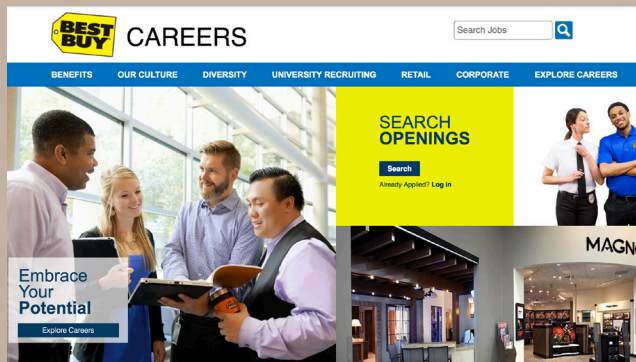 BEST
BUY
CAREERS
Search Jobs
BENEFITS OUR CULTURE DIVERSITY UNIVERSITY RECRUITING RETAIL CORPORATE EXPLORE CAREERS
SEARCH
OPENINGS
Search
Already Applied? Log in
MAGN
Embrace
Your
Potential
Explore Careers